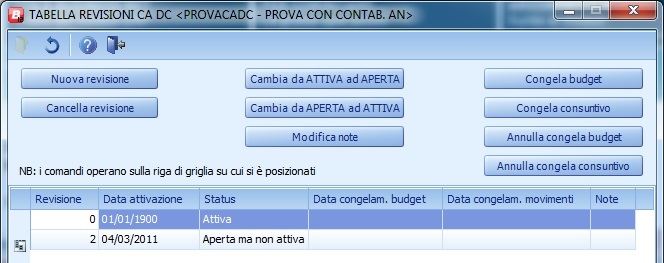 TABELLA REVISIONI CA DC <PROVACADC - PROVA CON CONTAB. AN>
Nuova revisione
Cambia da ATTIVA ad APERTA
Congela budget
Cancella revisione
Cambia da APERTA ad ATTIVA
Congela consuntivo
Modifica note
Annulla congela budget
Annulla congela consuntivo
NB: i comandi operano sulla riga di griglia su cui si è posizionati
Revisione Data attivazione Status Data congelam. budget Data congelam. movimenti Note
0 01/01/1900 Attiva
2 04/03/2011 Aperta ma non attiva